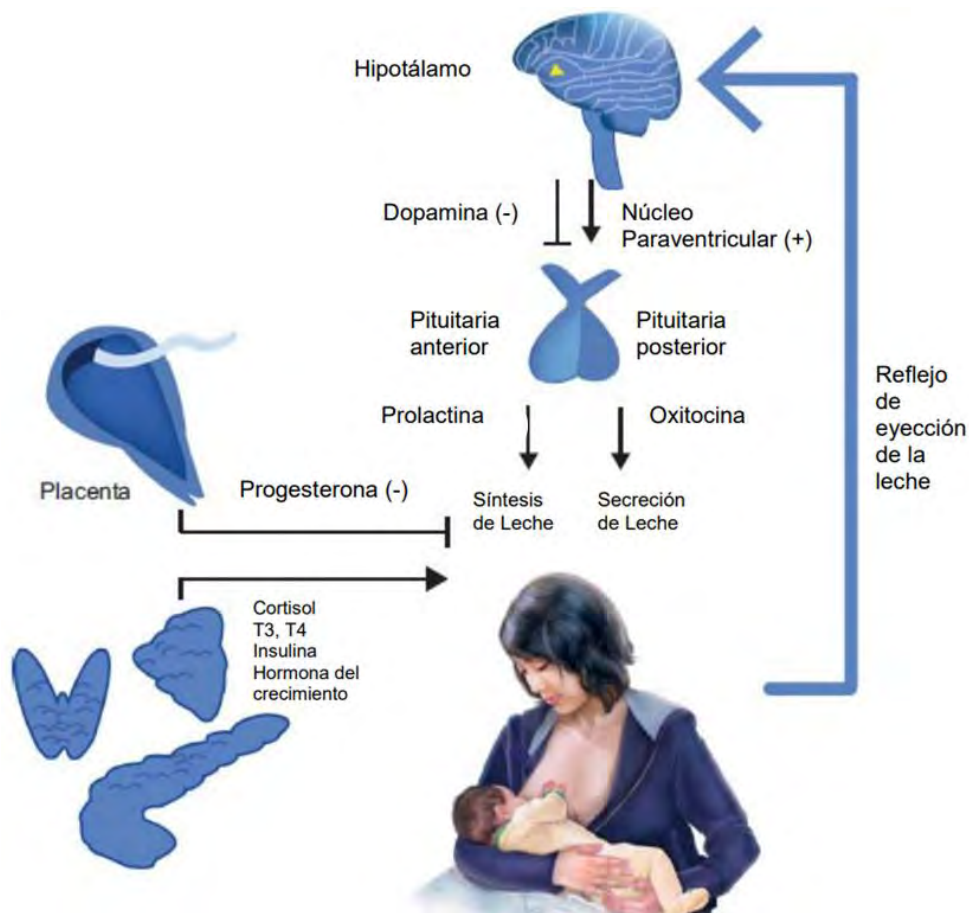 Hipotálamo
Dopamina (-)
Núcleo
Paraventricular (+)
Pituitaria
anterior
Pituitaria
posterior
Reflejo
de
eyección
de la
leche
Prolactina
Oxitocina
Placenta
Progesterona (-)
Síntesis
de Leche
Secreción
de Leche
Cortisol
T3, T4
Insulina
Hormona del
crecimiento